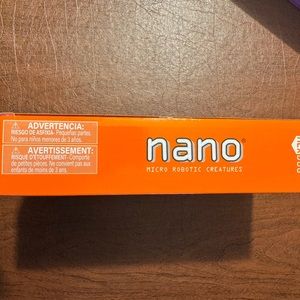 ADVERTENCIA:
RIESGO DE ASFIXIA- Pequeñas partes.
No para niños menores de 3 años.
AVERTISSEMENT:
RISQUE D'ÉTOUFFEMENT- Comporte
de petites pièces. Ne convient pas aux
enfants de moins de 3 ans.
nano®
MICRO ROBOTIC CREATURES